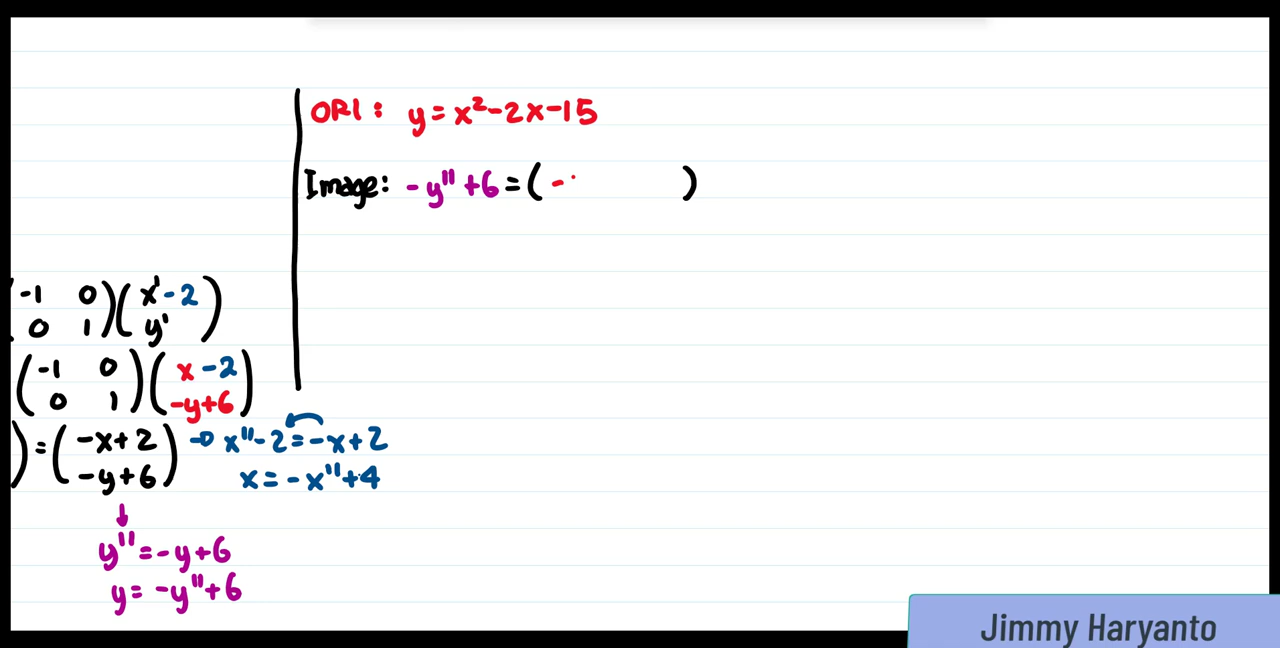 ORI : y = x² - 2x - 15
Image: - y'' + 6 = ( - )
-1 0 ) ( x' - 2 )
0 1 y'
( -1 0 ) ( x - 2 )
0 1 -y + 6
) = ( -x + 2 ) → x'' - 2 = -x + 2
-y + 6 x = - x'' + 4
↓
y'' = -y + 6
y = -y'' + 6
Jimmy Haryanto